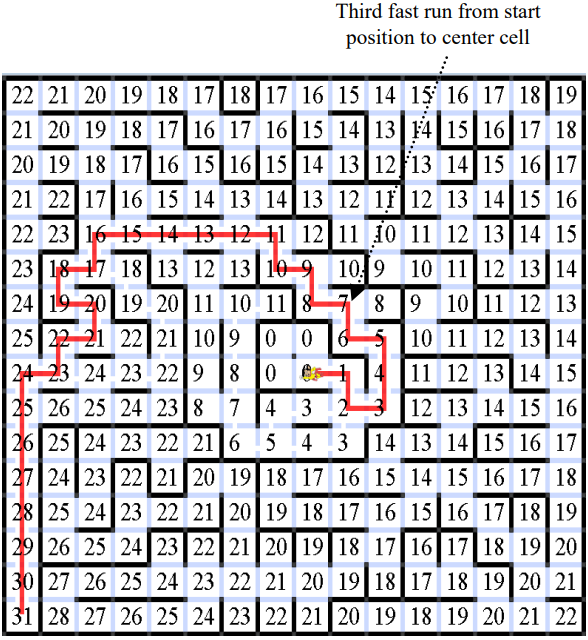 Third fast run from start
position to center cell
22 21 20 19 18 17 18 17 16 15 14 15 16 17 18 19
21 20 19 18 17 16 17 16 15 14 13 14 15 16 17 18
20 19 18 17 16 15 16 15 14 13 12 13 14 15 16 17
21 22 17 16 15 14 13 14 13 12 11 12 13 14 15 16
22 23 16 15 14 13 12 11 12 11 10 11 12 13 14 15
23 18 17 18 13 12 13 10 9 10 9 10 11 12 13 14
24 19 20 19 20 11 10 11 8 7 8 9 10 11 12 13
25 22 21 22 21 10 9 0 0 6 5 10 11 12 13 14
24 23 24 23 22 9 8 0 0 1 4 11 12 13 14 15
25 26 25 24 23 8 7 4 3 2 3 12 13 14 15 16
26 25 24 23 22 21 6 5 4 3 14 13 14 15 16 17
27 24 23 22 21 20 19 18 17 16 15 14 15 16 17 18
28 25 24 23 22 21 20 19 18 17 16 15 16 17 18 19
29 26 25 24 23 22 21 20 19 18 17 16 17 18 19 20
30 27 26 25 24 23 22 21 20 19 18 17 18 19 20 21
31 28 27 26 25 24 23 22 21 20 19 18 19 20 21 22